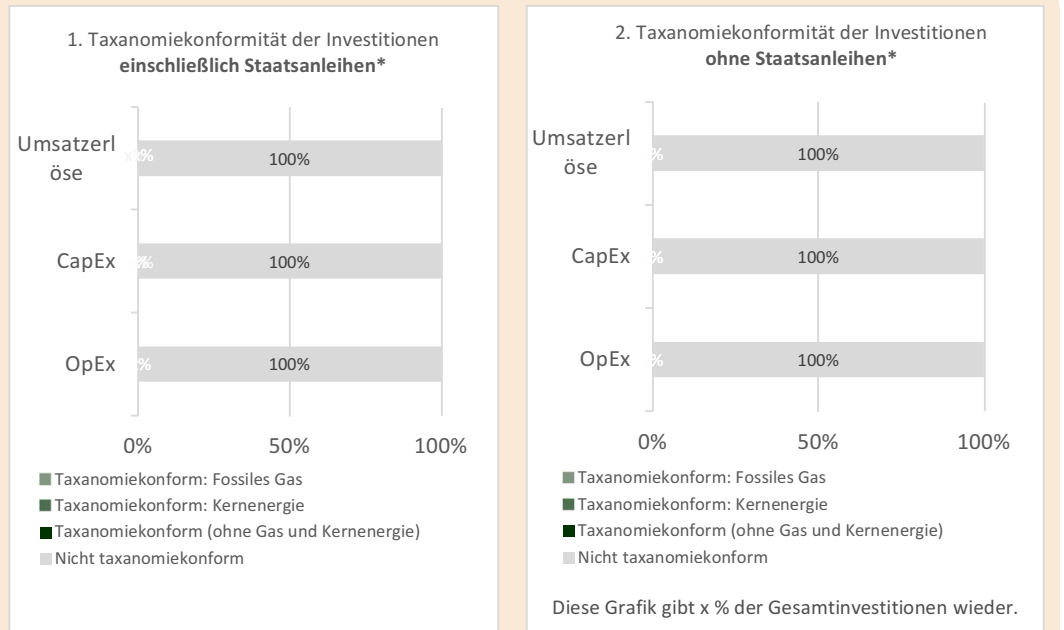 1. Taxanomiekonformität der Investitionen
einschließlich Staatsanleihen*
Umsatzerl
öse
100%
CapEx
100%
OpEx
100%
0% 50% 100%
Taxanomiekonform: Fossiles Gas
Taxanomiekonform: Kernenergie
Taxanomiekonform (ohne Gas und Kernenergie)
Nicht taxanomiekonform
2. Taxanomiekonformität der Investitionen
ohne Staatsanleihen*
Umsatzerl
öse
%
100%
CapEx
%
100%
OpEx
%
100%
0% 50% 100%
Taxanomiekonform: Fossiles Gas
Taxanomiekonform: Kernenergie
Taxanomiekonform (ohne Gas und Kernenergie)
Nicht taxanomiekonform
Diese Grafik gibt x % der Gesamtinvestitionen wieder.